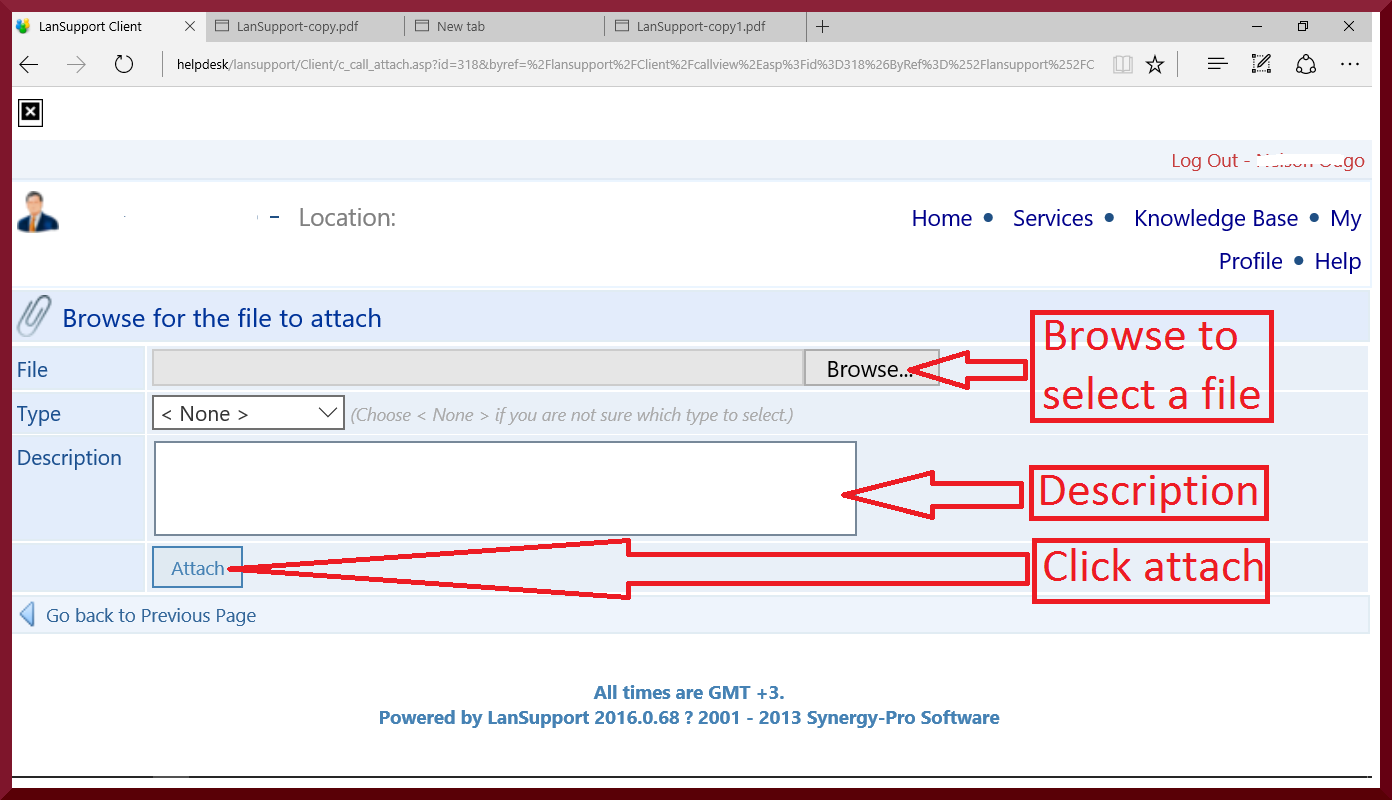 LanSupport Client
LanSupport-copy.pdf
New tab
LanSupport-copy1.pdf
helpdesk/lansupport/Client/c_call_attach.asp?id=318&byref=%2Flansupport%2FClient%2Fcallview%2Easp%3Fid%3D318%26ByRef%3D%252Flansupport%252FC
Log Out -
– Location:
Home • Services • Knowledge Base • My
Profile • Help
Browse for the file to attach
Browse to
select a file
File
Browse...
Type
< None >
(Choose < None > if you are not sure which type to select.)
Description
Description
Attach
Click attach
Go back to Previous Page
All times are GMT +3.
Powered by LanSupport 2016.0.68 ? 2001 - 2013 Synergy-Pro Software